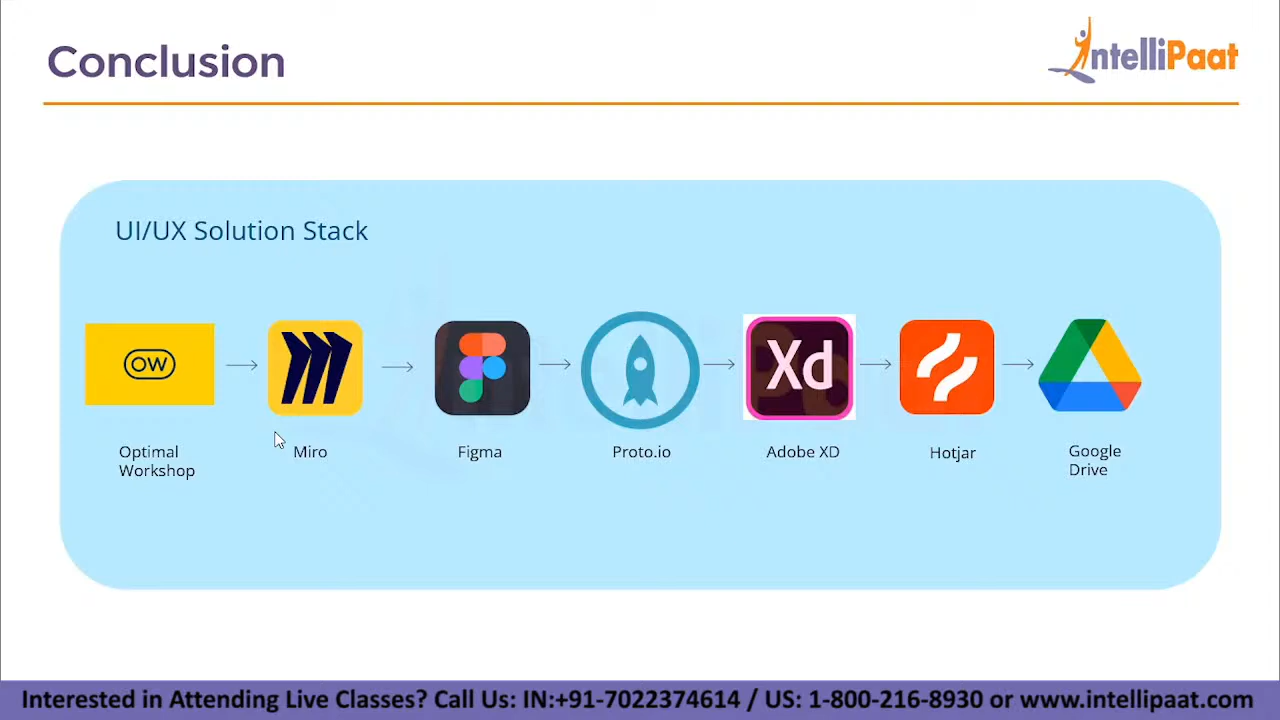 Conclusion
IntelliPaat
UI/UX Solution Stack
OW
Xd
Optimal
Workshop
Miro
Figma
Proto.io
Adobe XD
Hotjar
Google
Drive
Interested in Attending Live Classes? Call Us: IN:+91-7022374614 / US: 1-800-216-8930 or www.intellipaat.com